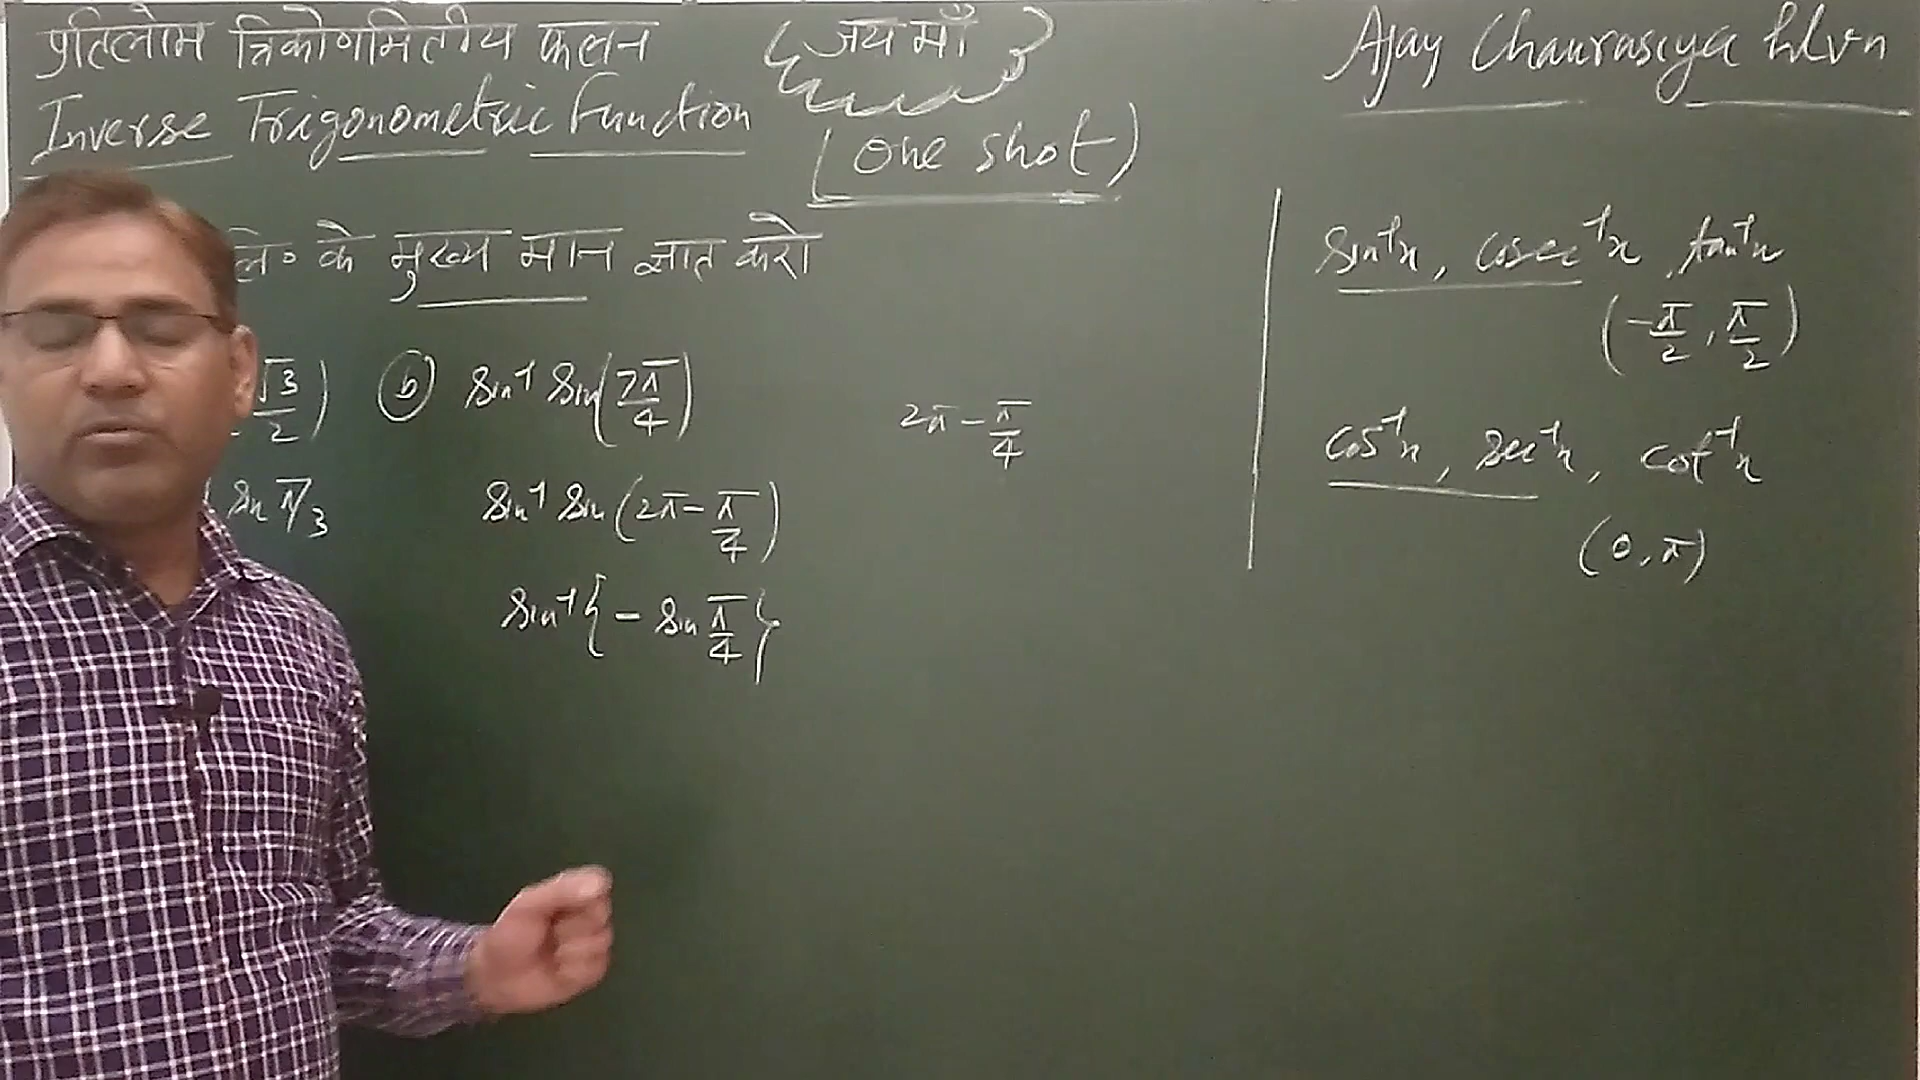 प्रतिलोम त्रिकोणमितीय फलन
{जय माँ}
Ajay Chaurasiya hlvn
Inverse Trigonometric Function
(one shot)
ले० के मुख्य मान ज्ञात करो
sin⁻¹x, cosec⁻¹x, tan⁻¹x
(-π/2, π/2)
√3/2) (b) sin⁻¹ sin(7π/4)
2π - π/4
cos⁻¹x, sec⁻¹x, cot⁻¹x
(0, π)
sin π/3
sin⁻¹ sin(2π - π/4)
sin⁻¹{- sin π/4}